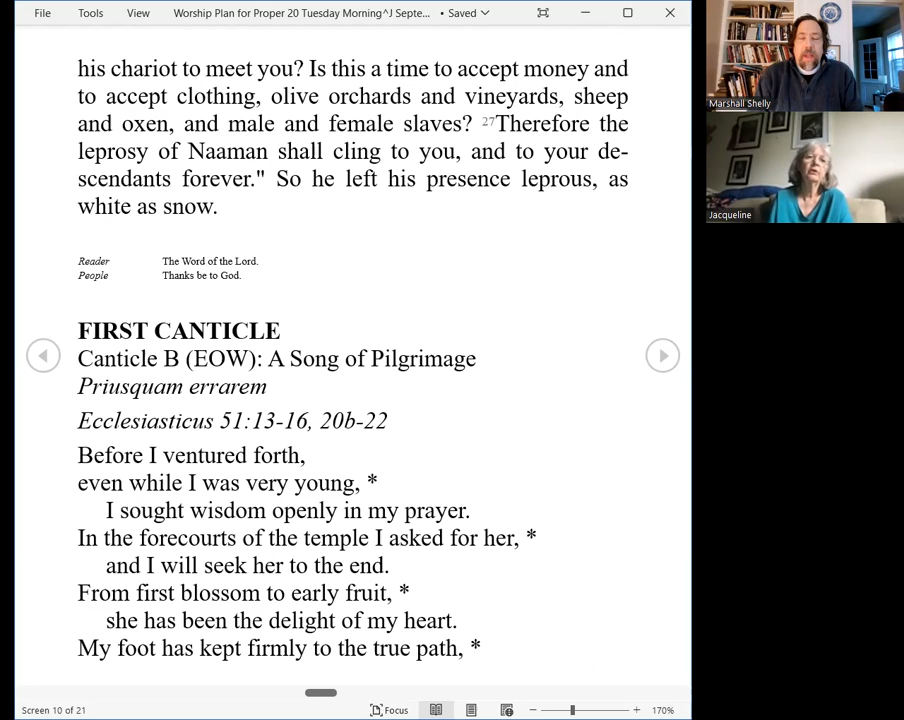 File Tools Worship Plan for Proper 20 Tuesday Morning^J Septe... • Saved
his chariot to meet you? Is this a time to accept money and
to accept clothing, olive orchards and vineyards, sheep
and oxen, and male and female slaves? 27Therefore the
leprosy of Naaman shall cling to you, and to your de-
scendants forever." So he left his presence leprous, as
white as snow.
Reader The Word of the Lord.
People Thanks be to God.
FIRST CANTICLE
Canticle B (EOW): A Song of Pilgrimage
Priusquam errarem
Ecclesiasticus 51:13-16, 20b-22
Before I ventured forth,
even while I was very young, *
I sought wisdom openly in my prayer.
In the forecourts of the temple I asked for her, *
and I will seek her to the end.
From first blossom to early fruit, *
she has been the delight of my heart.
My foot has kept firmly to the true path, *
Screen 10 of 21 Focus 170%
Marshall Shelly
Jacqueline